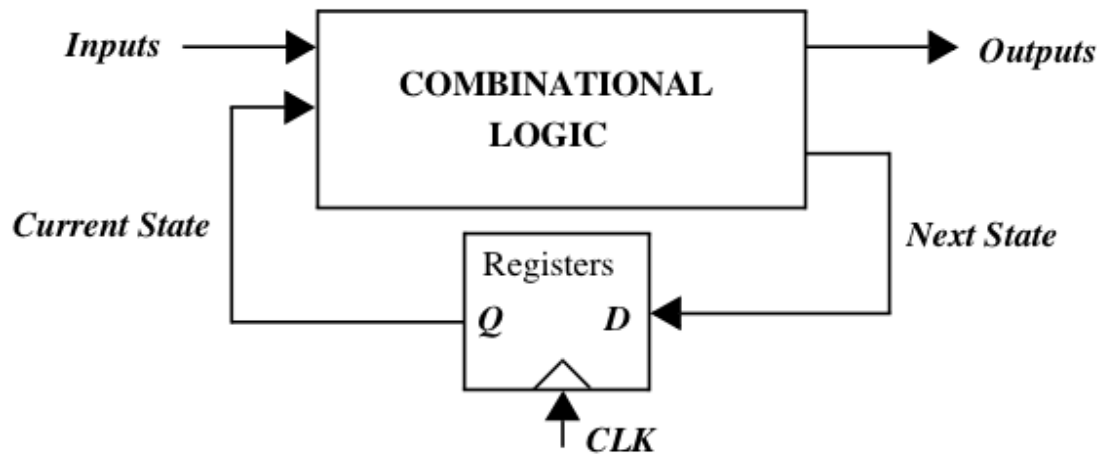 Inputs
Outputs
COMBINATIONAL
LOGIC
Current State
Next State
Registers
Q D
CLK